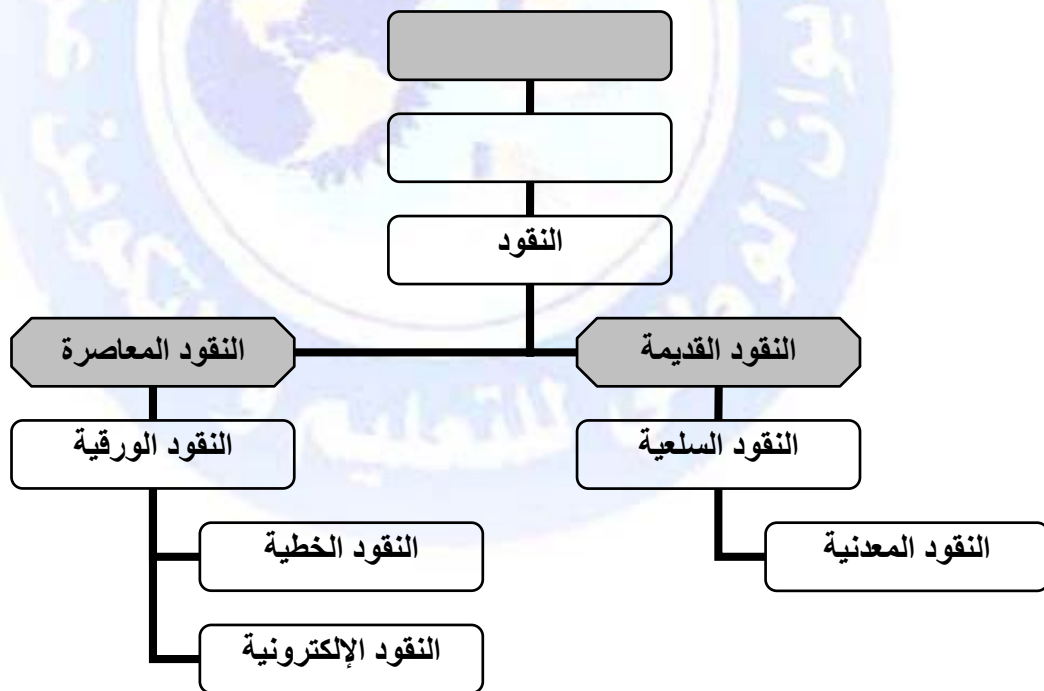 النقود
النقود القديمة
النقود المعاصرة
النقود السلعية
النقود الورقية
النقود المعدنية
النقود الخطية
النقود الإلكترونية